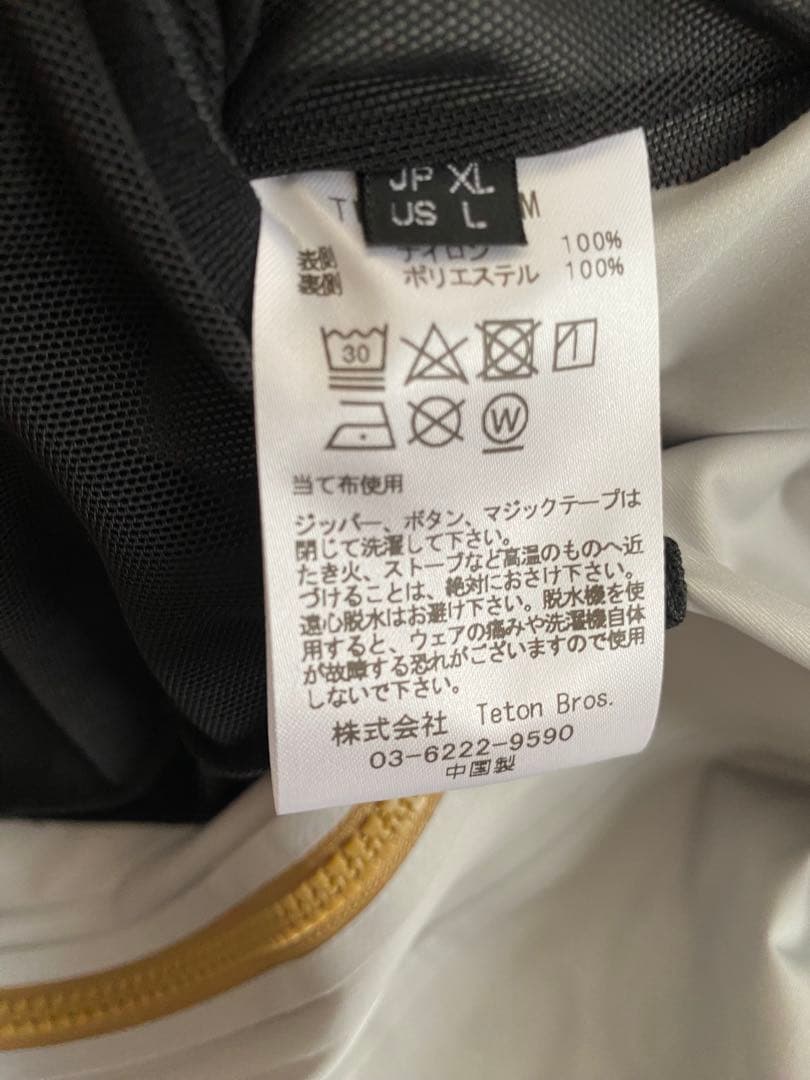 JP XL
US L
表側 ナイロン 100%
裏側 ポリエステル 100%
30
W
当て布使用
ジッパー、ボタン、マジックテープは
閉じて洗濯して下さい。
たき火、ストーブなど高温のものへ近
づけることは、絶対におさけ下さい。
遠心脱水はお避け下さい。脱水機を使
用すると、ウェアの痛みや洗濯機自体
が故障する恐れがございますので使用
しないで下さい。
株式会社 Teton Bros.
03-6222-9590
中国製